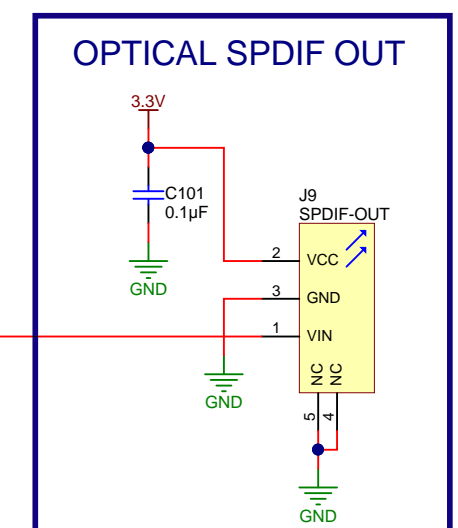 OPTICAL SPDIF OUT
3.3V
C101
0.1µF
GND
J9
SPDIF-OUT
2 VCC
3 GND
1 VIN
GND
NC NC
5 4
GND